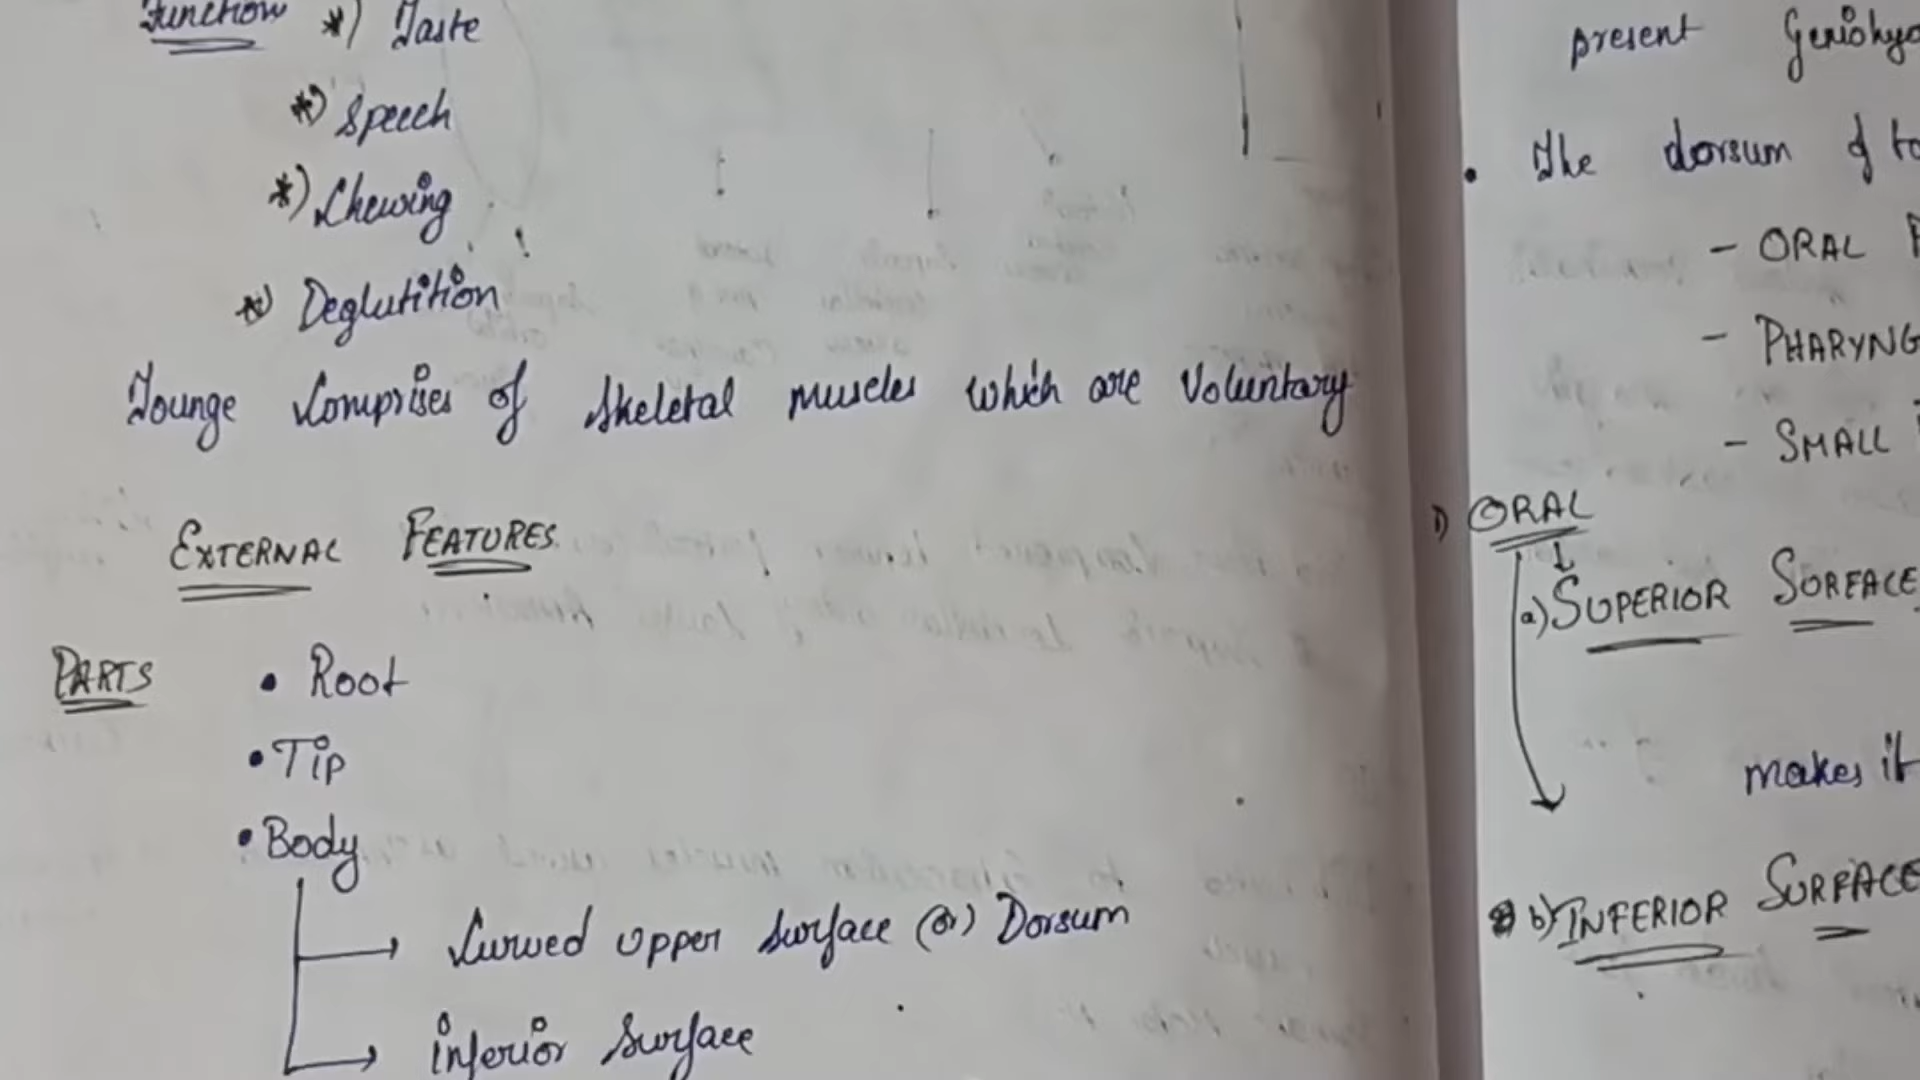 Function *) Taste
*) Speech
*) Chewing
*) Deglutition
Tounge comprises of skeletal muscles which are voluntary
EXTERNAL FEATURES
PARTS • Root
• Tip
• Body
Curved upper surface (or) Dorsum
inferior surface
present
• The dorsum of
- ORAL
-
- SMALL
1) ORAL
a) SUPERIOR SORFACE
makes it
b) INFERIOR SURFACE